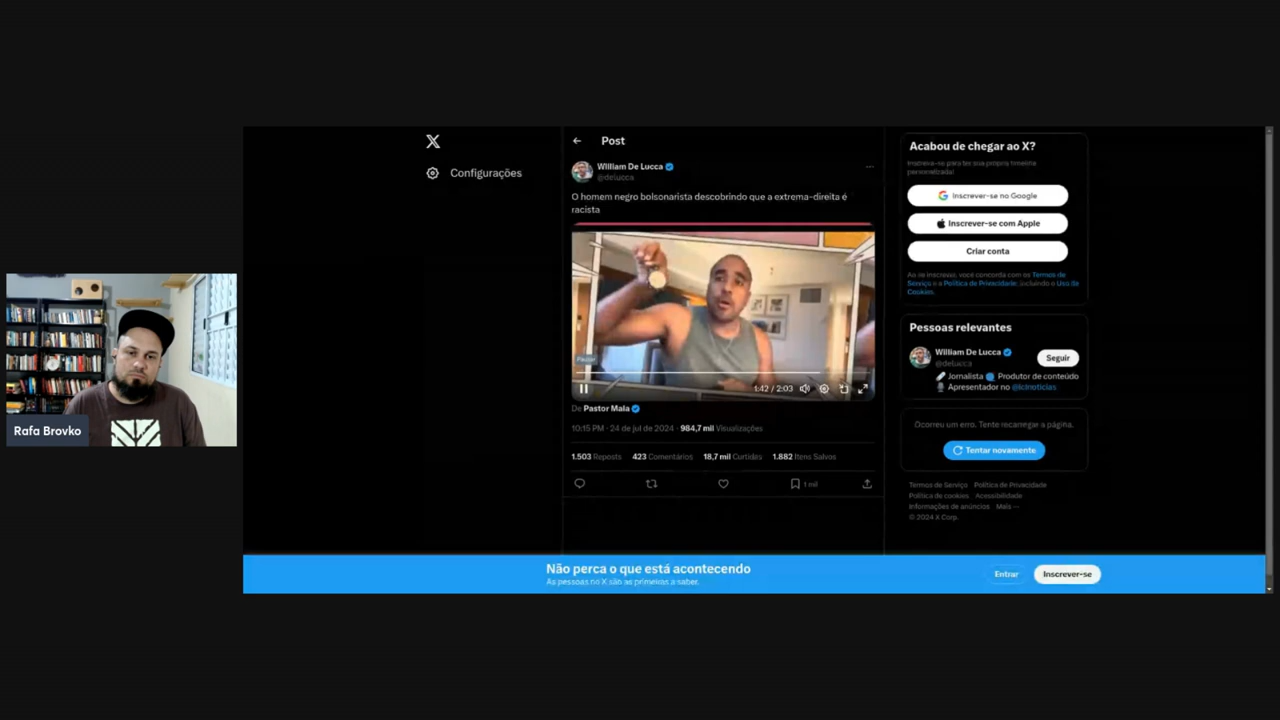 Rafa Brovko
Configurações
Post
William De Lucca
@delucca
O homem negro bolsonarista descobrindo que a extrema-direita é
racista
Pastor
1:42 / 2:03
De Pastor Mala
10:15 PM · 24 de jul de 2024 · 984,7 mil Visualizações
1.503 Reposts 423 Comentários 18,7 mil Curtidas 1.882 Itens Salvos
1 mil
Acabou de chegar ao X?
Inscreva-se para ter sua própria timeline
personalizada!
Inscrever-se no Google
Inscrever-se com Apple
Criar conta
Ao se inscrever, você concorda com os Termos de
Serviço e a Política de Privacidade, incluindo o Uso de
Cookies.
Pessoas relevantes
William De Lucca
@delucca
Seguir
Jornalista Produtor de conteúdo
Apresentador no @iclnoticias
Ocorreu um erro. Tente recarregar a página.
Tentar novamente
Termos de Serviço Política de Privacidade
Política de cookies Acessibilidade
Informações de anúncios Mais ···
© 2024 X Corp.
Não perca o que está acontecendo
As pessoas no X são as primeiras a saber.
Entrar
Inscrever-se